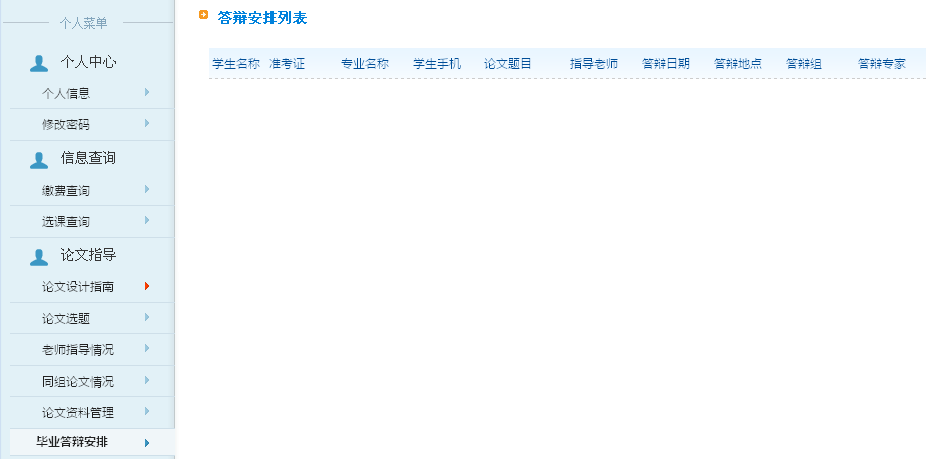 个人菜单
个人中心
个人信息
修改密码
信息查询
缴费查询
选课查询
论文指导
论文设计指南
论文选题
老师指导情况
同组论文情况
论文资料管理
毕业答辩安排
答辩安排列表
学生名称 准考证 专业名称 学生手机 论文题目 指导老师 答辩日期 答辩地点 答辩组 答辩专家